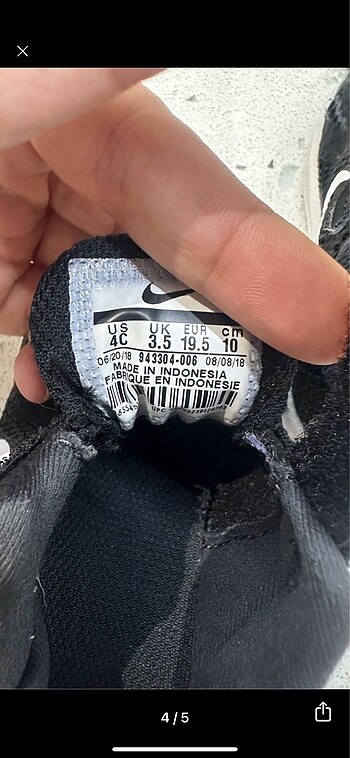 US UK EUR cm
4C 3.5 19.5 10
06/20/18 943304-006 08/08/18
MADE IN INDONESIA
FABRIQUE EN INDONESIE
UPC
4/5